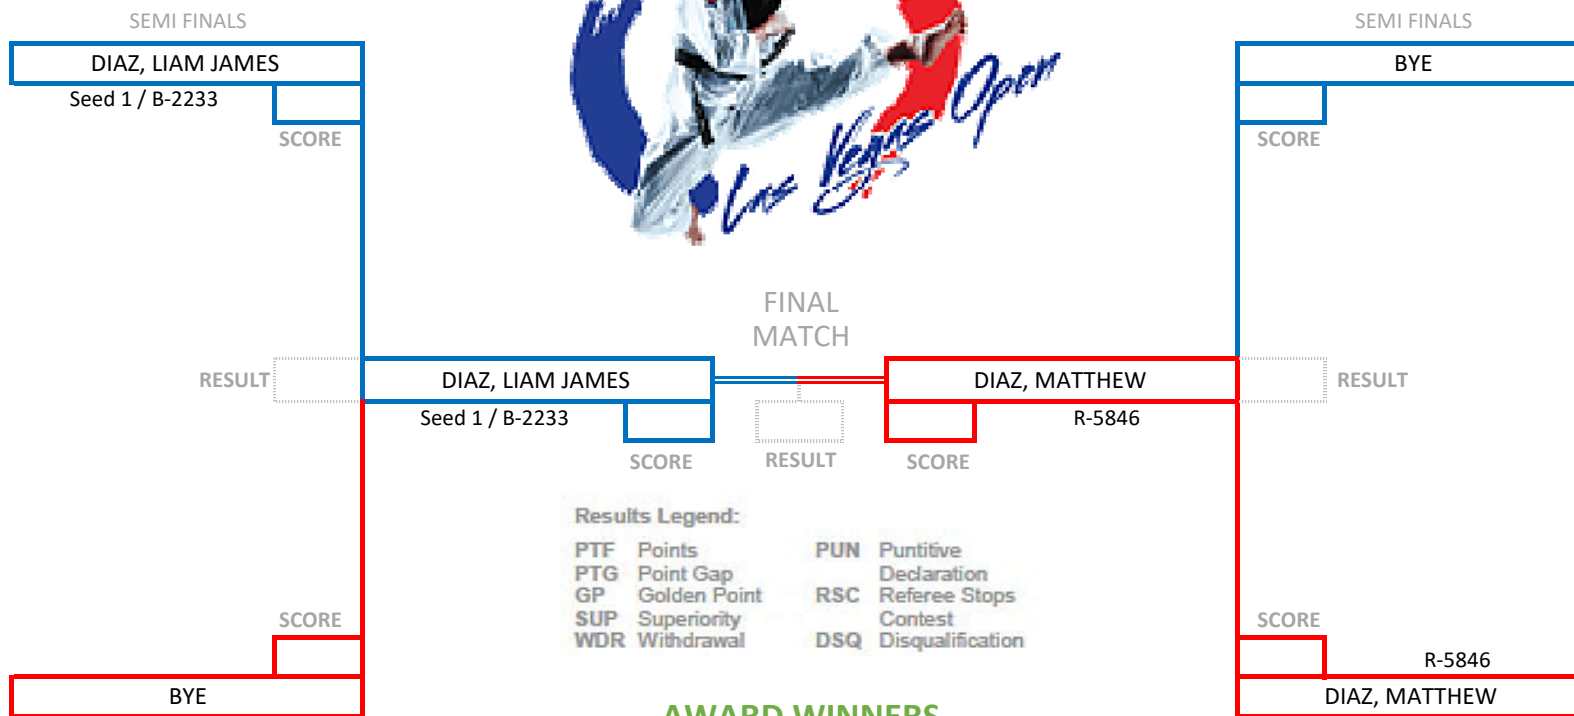 SEMI FINALS
SEMI FINALS
DIAZ, LIAM JAMES
BYE
Seed 1 / B-2233
SCORE
SCORE
Las Vegas Open
FINAL
MATCH
RESULT
DIAZ, LIAM JAMES
DIAZ, MATTHEW
RESULT
Seed 1 / B-2233
R-5846
SCORE
RESULT
SCORE
Results Legend:
PTF Points
PTG Point Gap
GP Golden Point
SUP Superiority
WDR Withdrawal
PUN Puntitive
Declaration
RSC Referee Stops
Contest
DSQ Disqualification
SCORE
SCORE
R-5846
BYE
DIAZ, MATTHEW
AWARD WINNERS